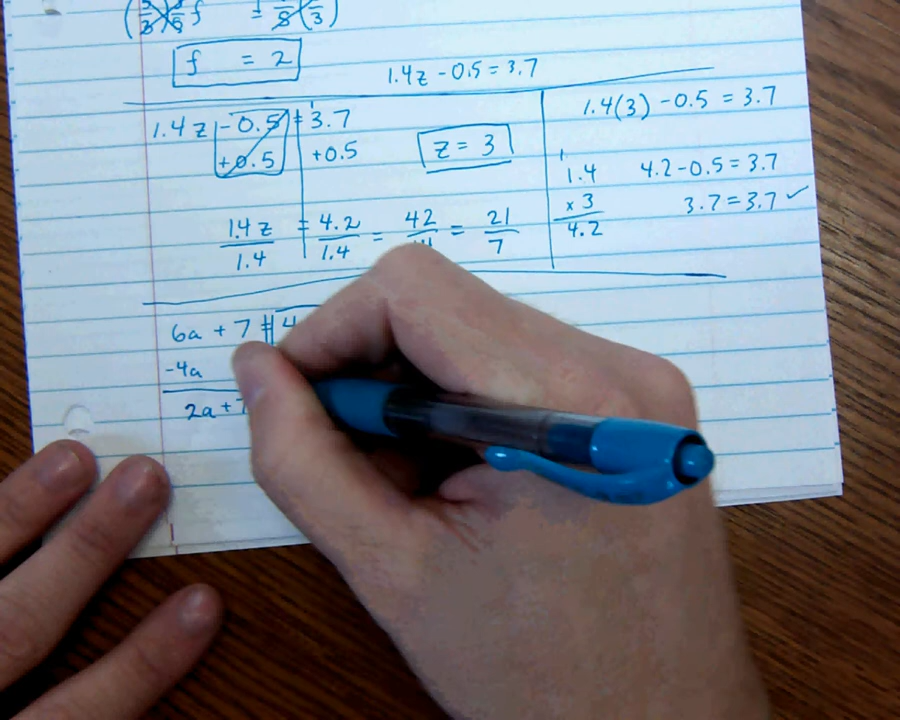 f = 2
1.4z - 0.5 = 3.7
1.4z - 0.5 = 3.7
+0.5 +0.5
z = 3
1.4z / 1.4 = 4.2 / 1.4 = 42 / = 21 / 7
1.4(3) - 0.5 = 3.7
1
1.4
x 3
4.2
4.2 - 0.5 = 3.7
3.7 = 3.7 ✓
6a + 7 = 4
-4a
2a + 7